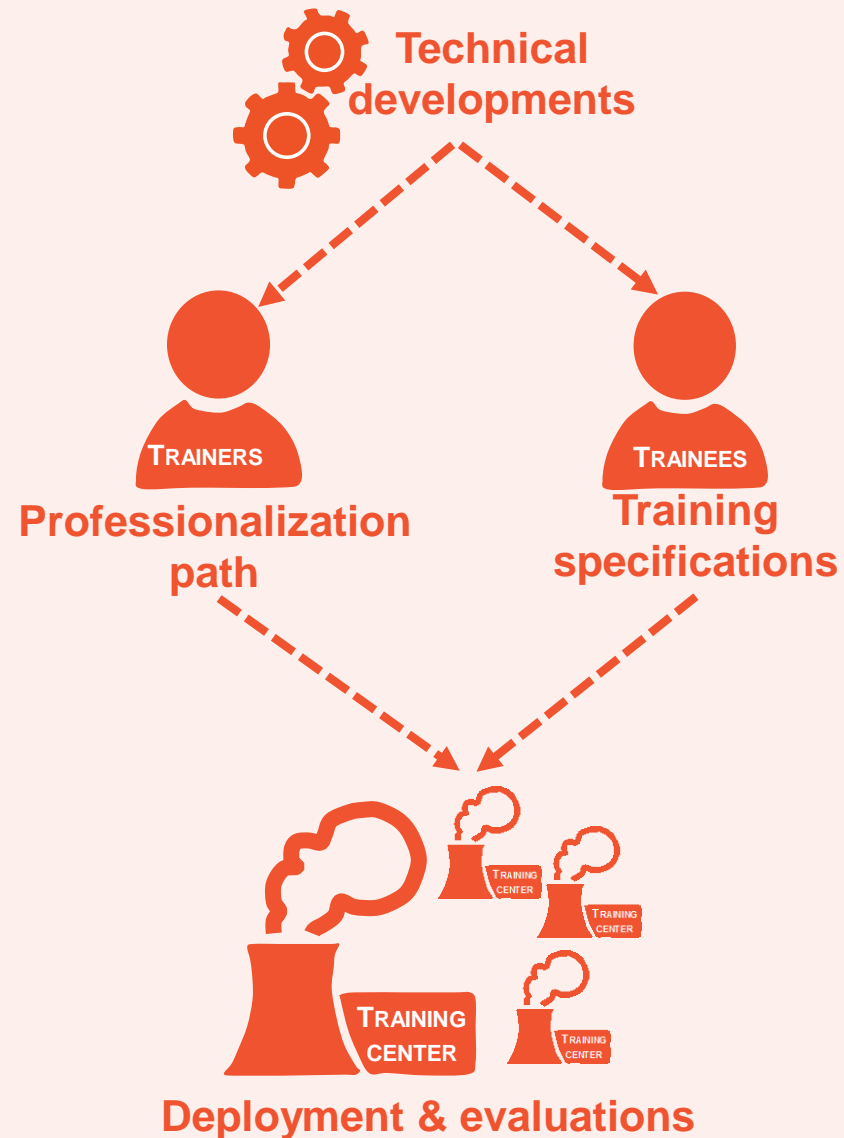 Technical
developments
TRAINERS
Professionalization
path
TRAINEES
Training
specifications
TRAINING
CENTER
TRAINING
CENTER
TRAINING
CENTER
TRAINING
CENTER
Deployment & evaluations